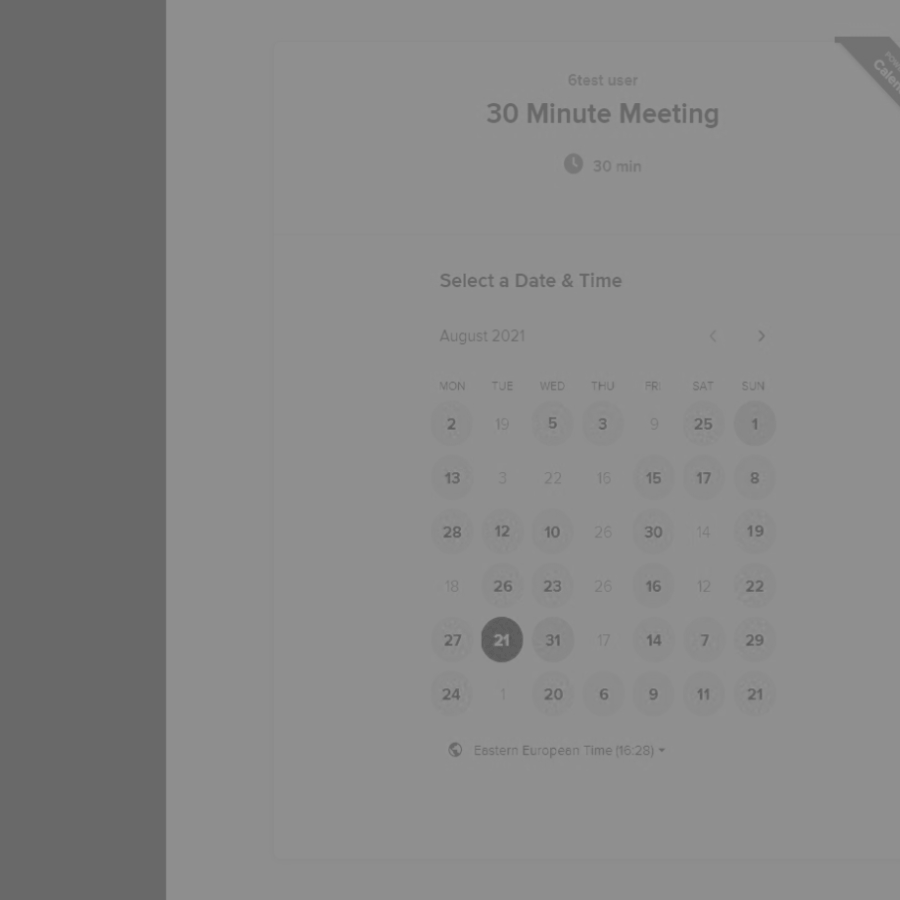 6test user
30 Minute Meeting
30 min
Select a Date & Time
August 2021
MON TUE WED THU FRI SAT SUN
2 19 5 3 9 25 1
13 3 22 16 15 17 8
28 12 10 26 30 14 19
18 26 23 26 16 12 22
27 21 31 17 14 7 29
24 1 20 6 9 11 21
Eastern European Time (16:28)